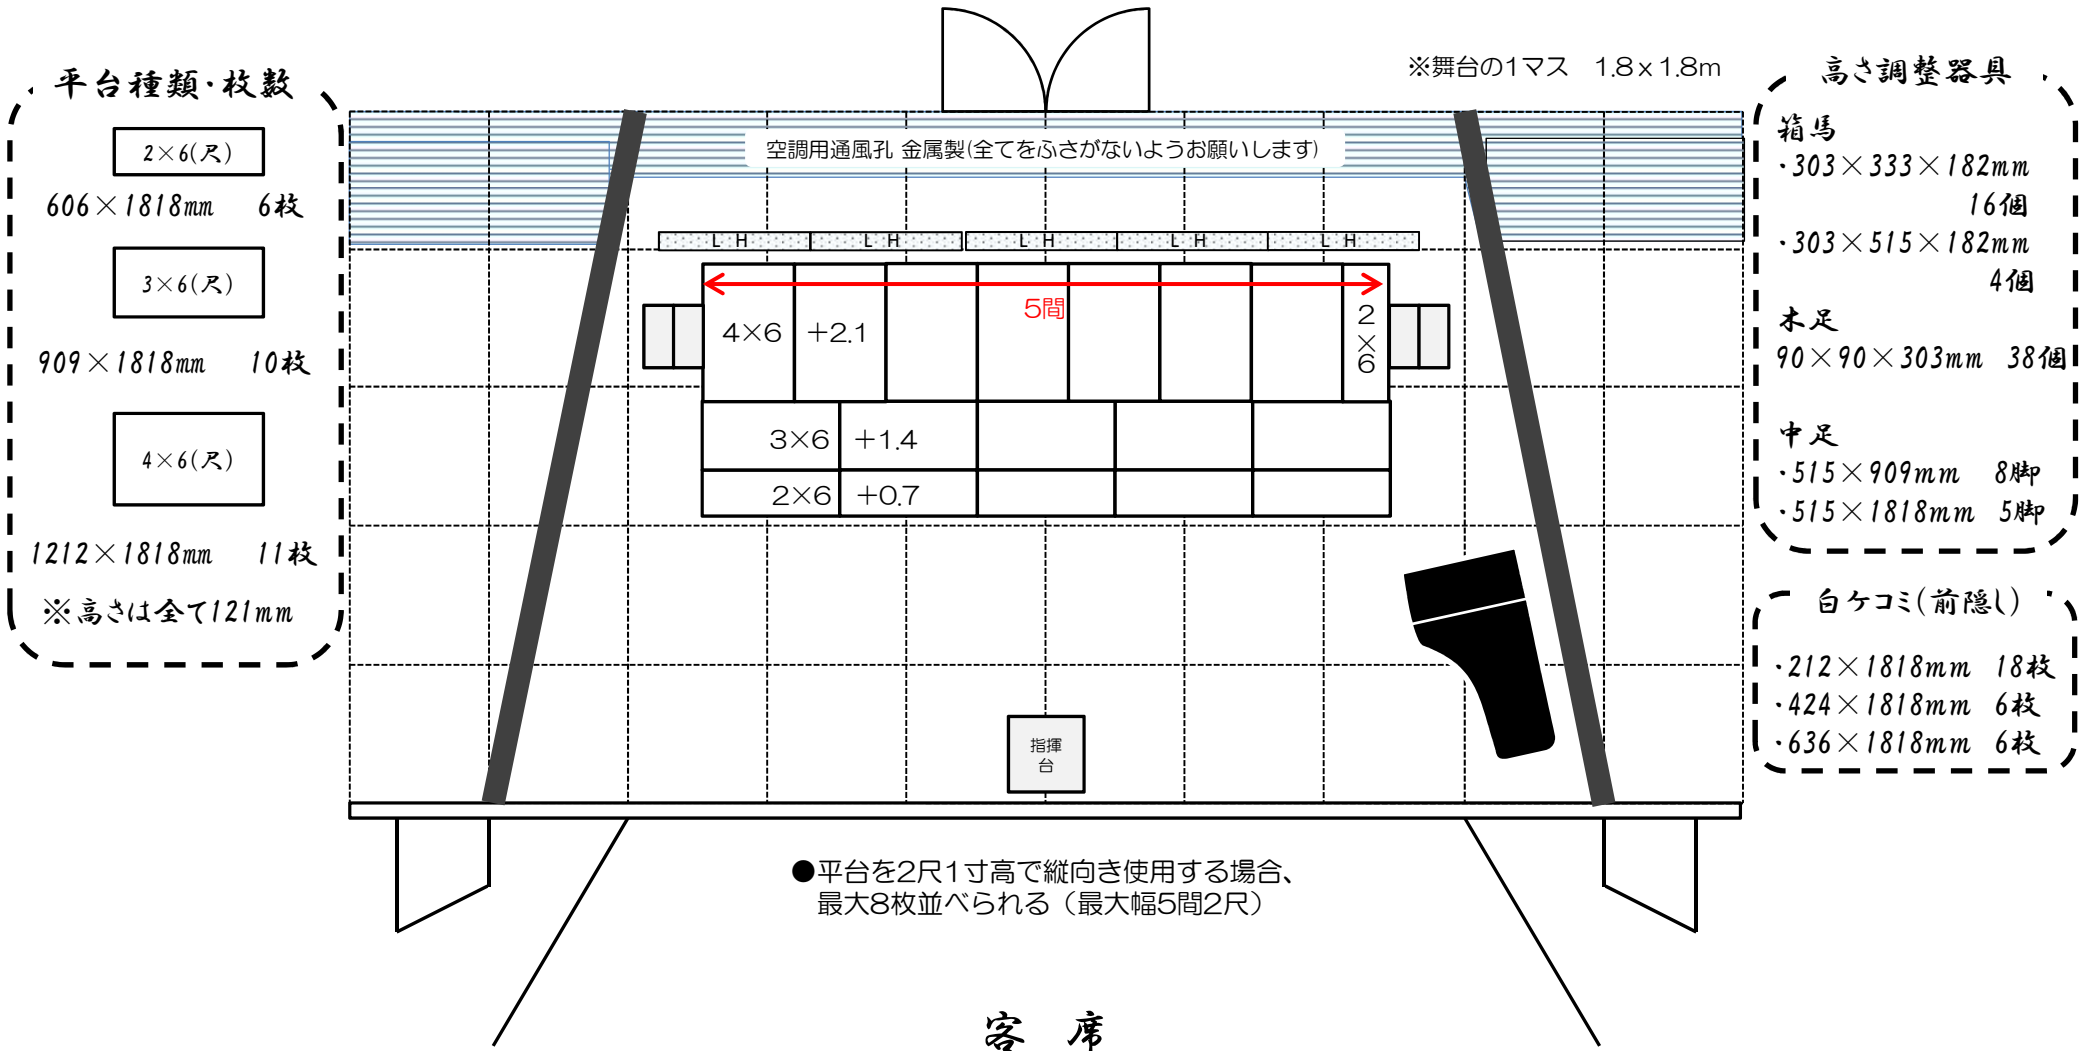 ※舞台の1マス 1.8×1.8m
平台種類・枚数
2×6(尺)
606×1818mm 6枚
3×6(尺)
909×1818mm 10枚
4×6(尺)
1212×1818mm 11枚
※高さは全て121mm
空調用通風孔 金属製(全てをふさがないようお願いします)
L H
L H
L H
L H
L H
5間
4×6
+2.1
2×6
3×6
+1.4
2×6
+0.7
指揮
台
高さ調整器具
箱馬
・303×333×182mm
16個
・303×515×182mm
4個
木足
90×90×303mm 38個
中足
・515×909mm 8脚
・515×1818mm 5脚
白ケコミ(前隠し)
・212×1818mm 18枚
・424×1818mm 6枚
・636×1818mm 6枚
●平台を2尺1寸高で縦向き使用する場合、
最大8枚並べられる（最大幅5間2尺）
客 席